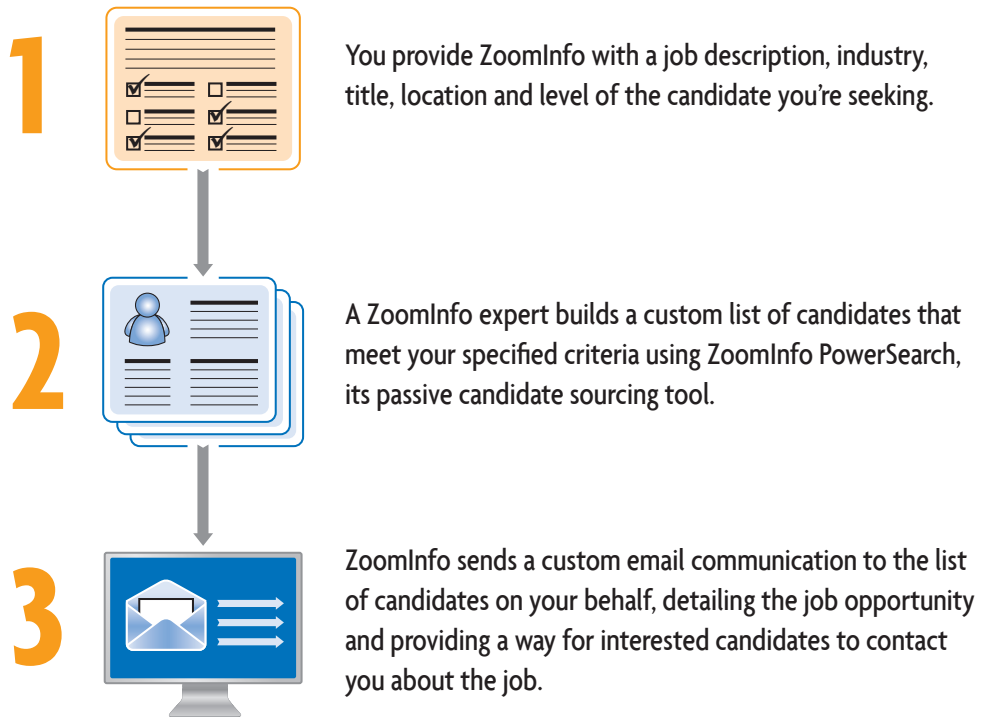 1
You provide ZoomInfo with a job description, industry,
title, location and level of the candidate you're seeking.
2
A ZoomInfo expert builds a custom list of candidates that
meet your specified criteria using ZoomInfo PowerSearch,
its passive candidate sourcing tool.
3
ZoomInfo sends a custom email communication to the list
of candidates on your behalf, detailing the job opportunity
and providing a way for interested candidates to contact
you about the job.